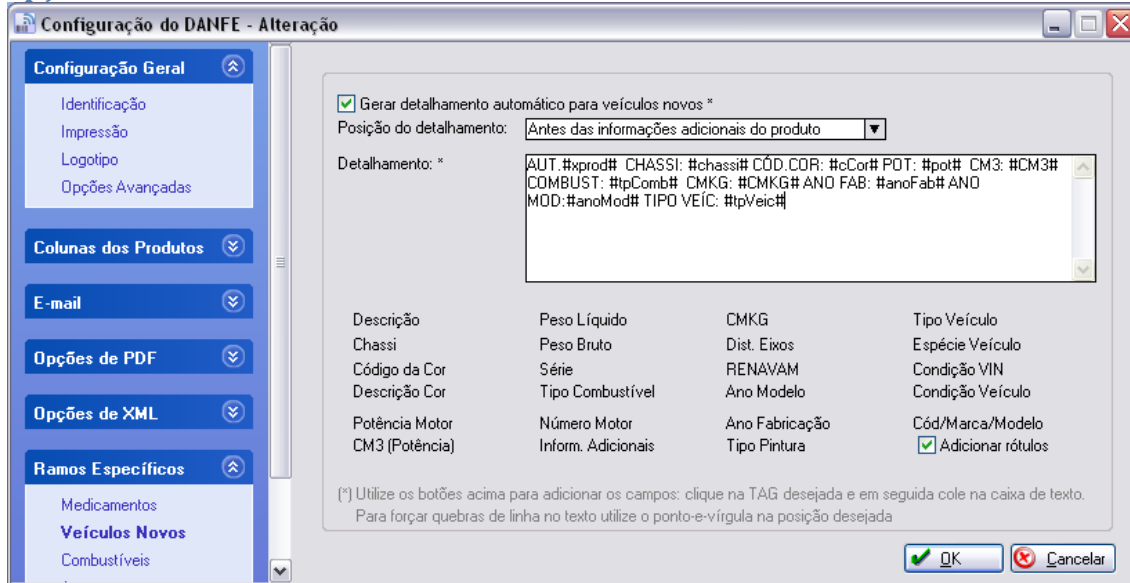 Configuração do DANFE - Alteração
Configuração Geral
Identificação
Impressão
Logotipo
Opções Avançadas
Colunas dos Produtos
E-mail
Opções de PDF
Opções de XML
Ramos Específicos
Medicamentos
Veículos Novos
Combustíveis
Gerar detalhamento automático para veículos novos *
Posição do detalhamento: Antes das informações adicionais do produto
Detalhamento: *
AUT.#xprod# CHASSI: #chassi# CÓD.COR: #cCor# POT: #pot# CM3: #CM3#
COMBUST: #tpComb# CMKG: #CMKG# ANO FAB: #anoFab# ANO
MOD:#anoMod# TIPO VEÍC: #tpVeic#
Descrição Peso Líquido CMKG Tipo Veículo
Chassi Peso Bruto Dist. Eixos Espécie Veículo
Código da Cor Série RENAVAM Condição VIN
Descrição Cor Tipo Combustível Ano Modelo Condição Veículo
Potência Motor Número Motor Ano Fabricação Cód/Marca/Modelo
CM3 (Potência) Inform. Adicionais Tipo Pintura Adicionar rótulos
(*) Utilize os botões acima para adicionar os campos: clique na TAG desejada e em seguida cole na caixa de texto.
Para forçar quebras de linha no texto utilize o ponto-e-vírgula na posição desejada
OK Cancelar